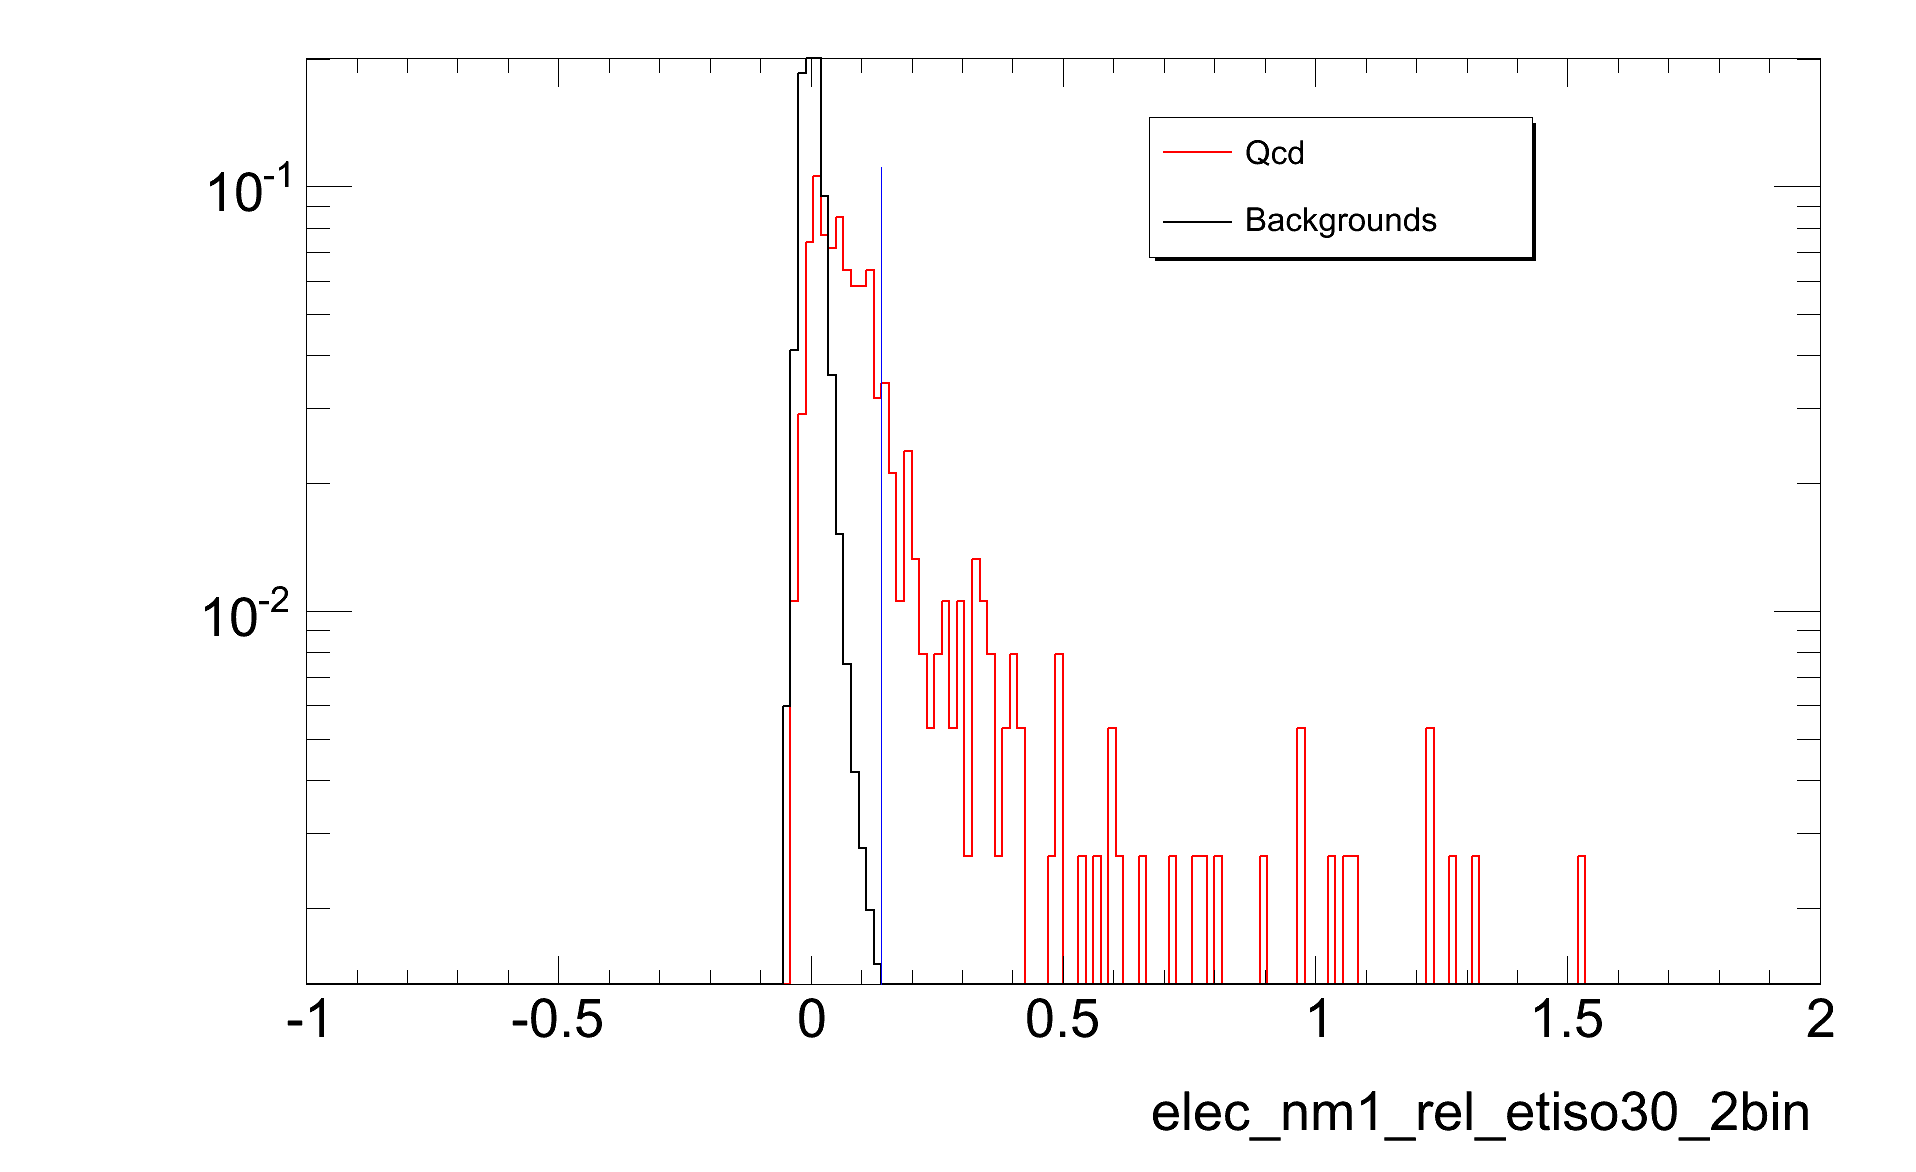 Qcd
Backgrounds
10-1
10-2
-1 -0.5 0 0.5 1 1.5 2
elec_nm1_rel_etiso30_2bin